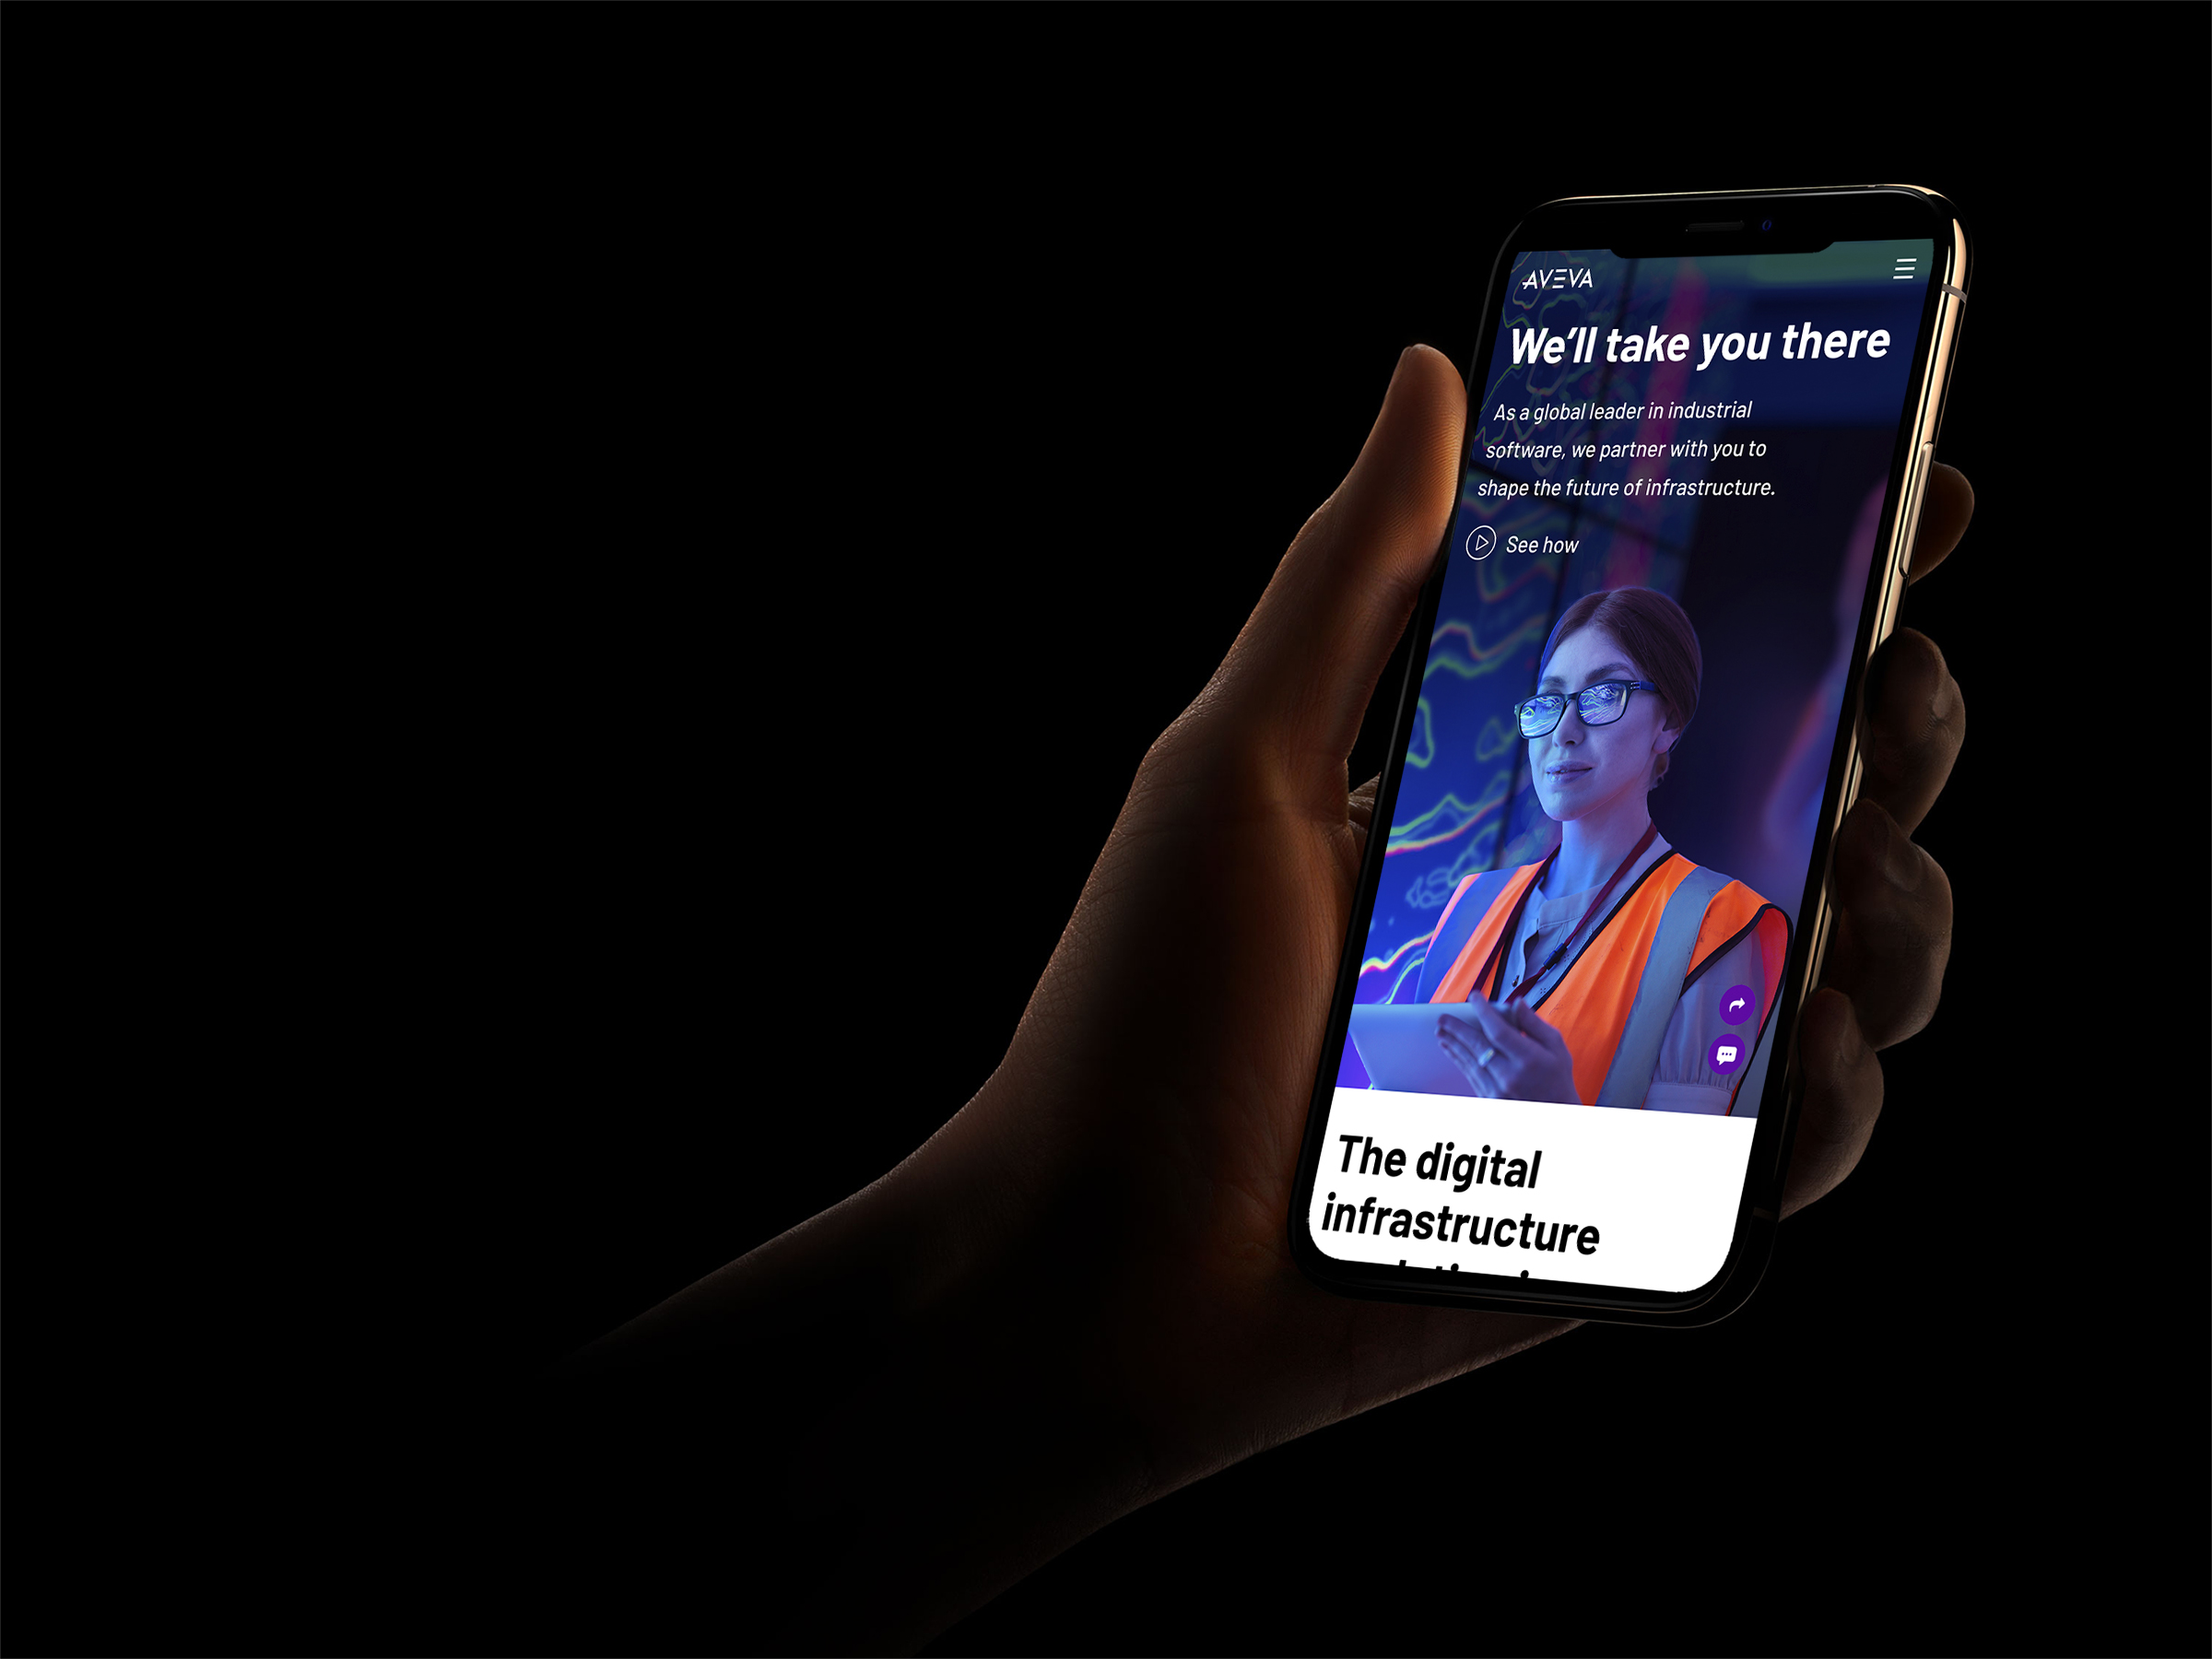 AVEVA
We'll take you there
As a global leader in industrial
software, we partner with you to
shape the future of infrastructure.
See how
The digital
infrastructure